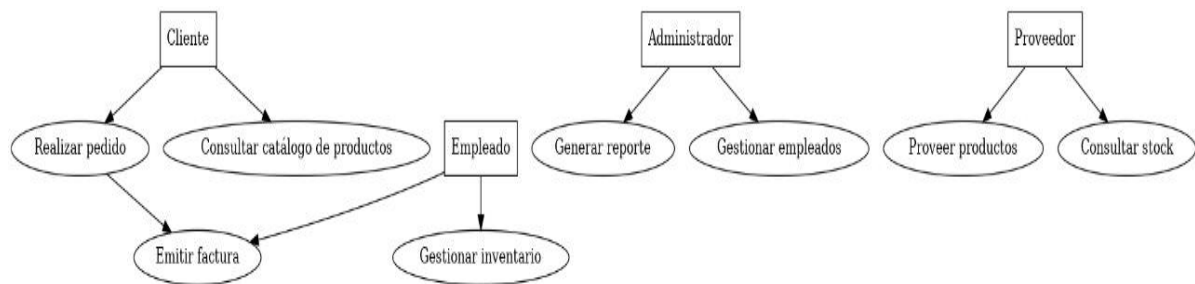 Cliente
Administrador
Proveedor
Realizar pedido
Consultar catálogo de productos
Empleado
Generar reporte
Gestionar empleados
Proveer productos
Consultar stock
Emitir factura
Gestionar inventario